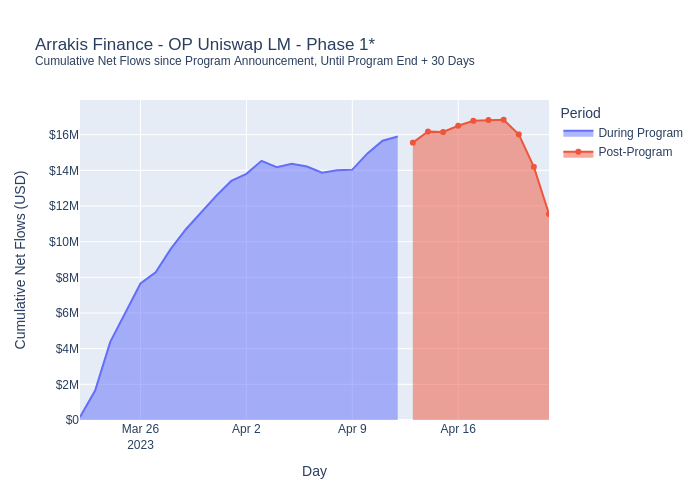 Arrakis Finance - OP Uniswap LM - Phase 1*
Cumulative Net Flows since Program Announcement, Until Program End + 30 Days
Period
During Program
Post-Program
Cumulative Net Flows (USD)
$16M
$14M
$12M
$10M
$8M
$6M
$4M
$2M
$0
Mar 26
2023
Apr 2
Apr 9
Apr 16
Day